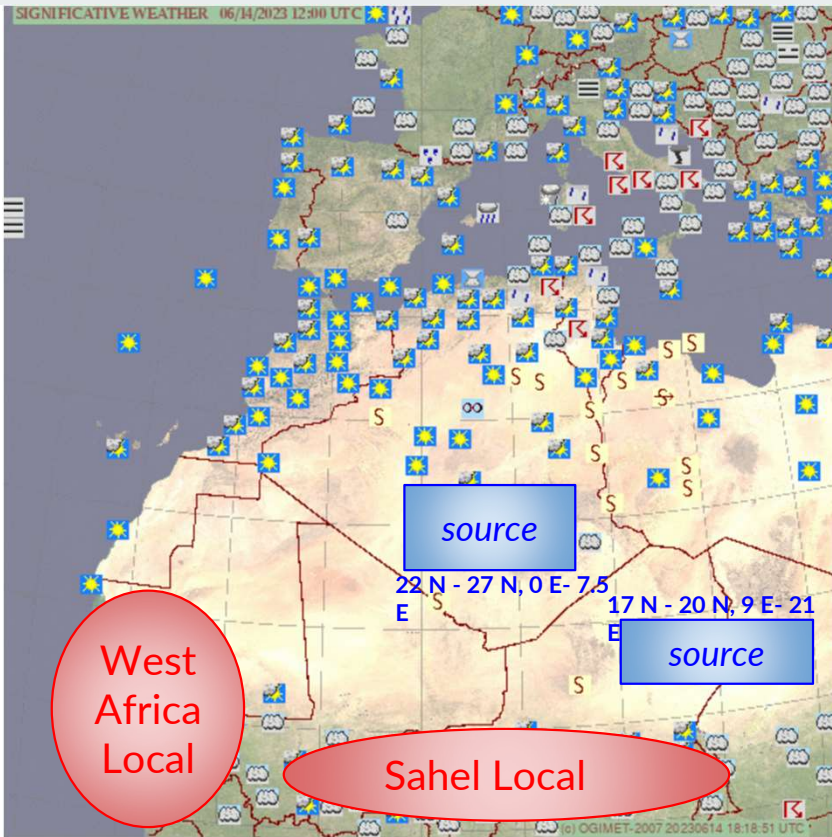 SIGNIFICATIVE WEATHER 06/14/2023 12:00 UTC
source
22 N - 27 N, 0 E- 7.5
E
17 N - 20 N, 9 E- 21
E
source
West
Africa
Local
Sahel Local
(c) OGIMET-2007 20230614 18:18:51 UTC